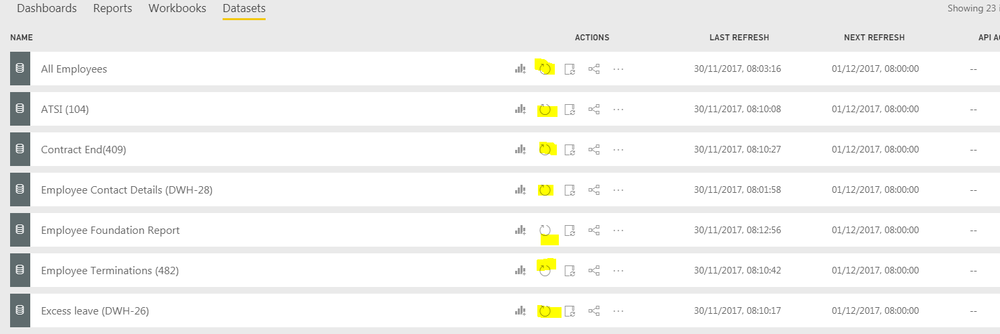 Dashboards Reports Workbooks Datasets Showing 23
NAME ACTIONS LAST REFRESH NEXT REFRESH API
All Employees ... 30/11/2017, 08:03:16 01/12/2017, 08:00:00 --
ATSI (104) ... 30/11/2017, 08:10:08 01/12/2017, 08:00:00 --
Contract End(409) ... 30/11/2017, 08:10:27 01/12/2017, 08:00:00 --
Employee Contact Details (DWH-28) ... 30/11/2017, 08:01:58 01/12/2017, 08:00:00 --
Employee Foundation Report ... 30/11/2017, 08:12:56 01/12/2017, 08:00:00 --
Employee Terminations (482) ... 30/11/2017, 08:10:42 01/12/2017, 08:00:00 --
Excess leave (DWH-26) ... 30/11/2017, 08:10:17 01/12/2017, 08:00:00 --